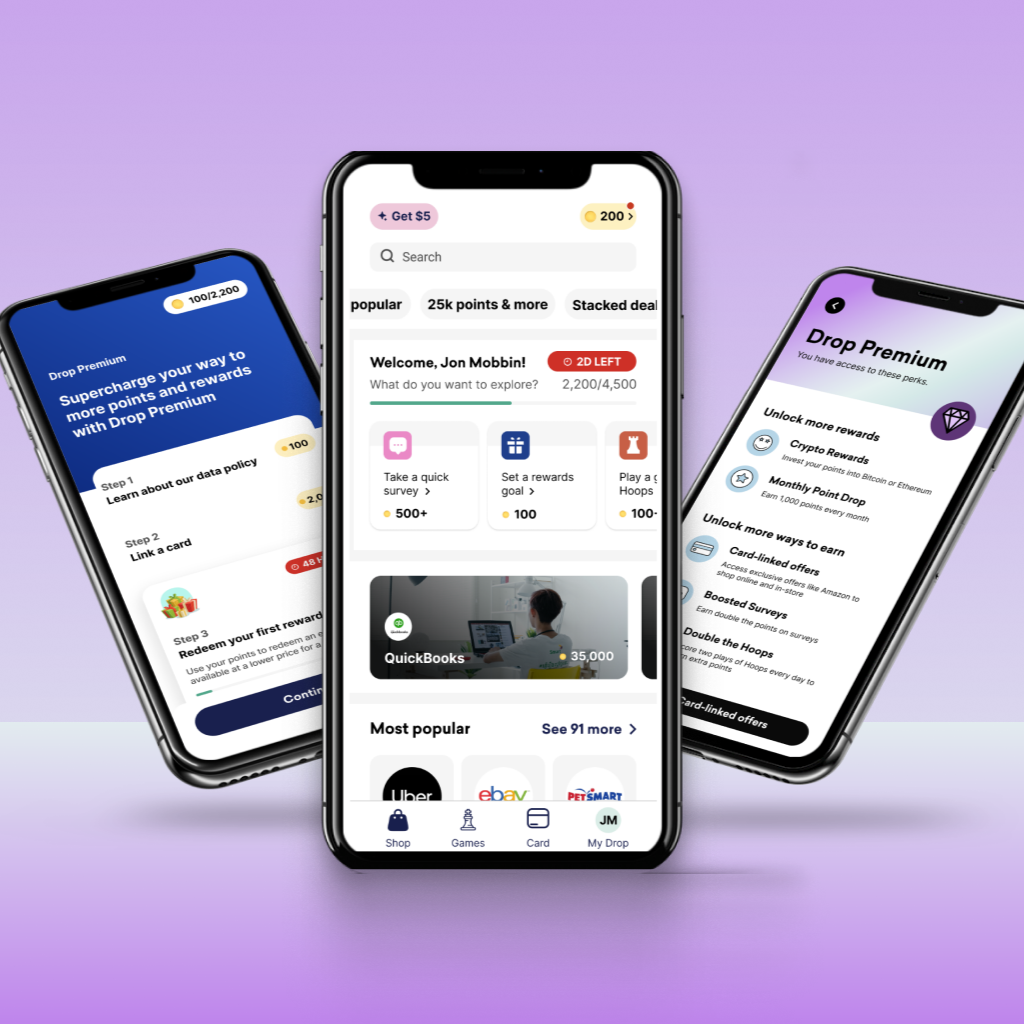 100/2,200
Drop Premium
Supercharge your way to
more points and rewards
with Drop Premium
100
Step 1
Learn about our data policy
2,0
Step 2
Link a card
48 H
Step 3
Redeem your first reward
Use your points to redeem an
available at a lower price for a
Contin
Get $5
200
Search
popular
25k points & more
Stacked deal
Welcome, Jon Mobbin!
2D LEFT
What do you want to explore?
2,200/4,500
Take a quick
survey
500+
Set a rewards
goal
100
Play a g
Hoops
100
QuickBooks
35,000
Most popular
See 91 more
Uber
ebay
PETSMART
Shop
Games
Card
JM
My Drop
Drop Premium
You have access to these perks.
Unlock more rewards
Crypto Rewards
Invest your points into Bitcoin or Ethereum
Monthly Point Drop
Earn 1,000 points every month
Unlock more ways to earn
Card-linked offers
Access exclusive offers like Amazon to
shop online and in-store
Boosted Surveys
Earn double the points on surveys
Double the Hoops
core two plays of Hoops every day to
n extra points
Card-linked offers